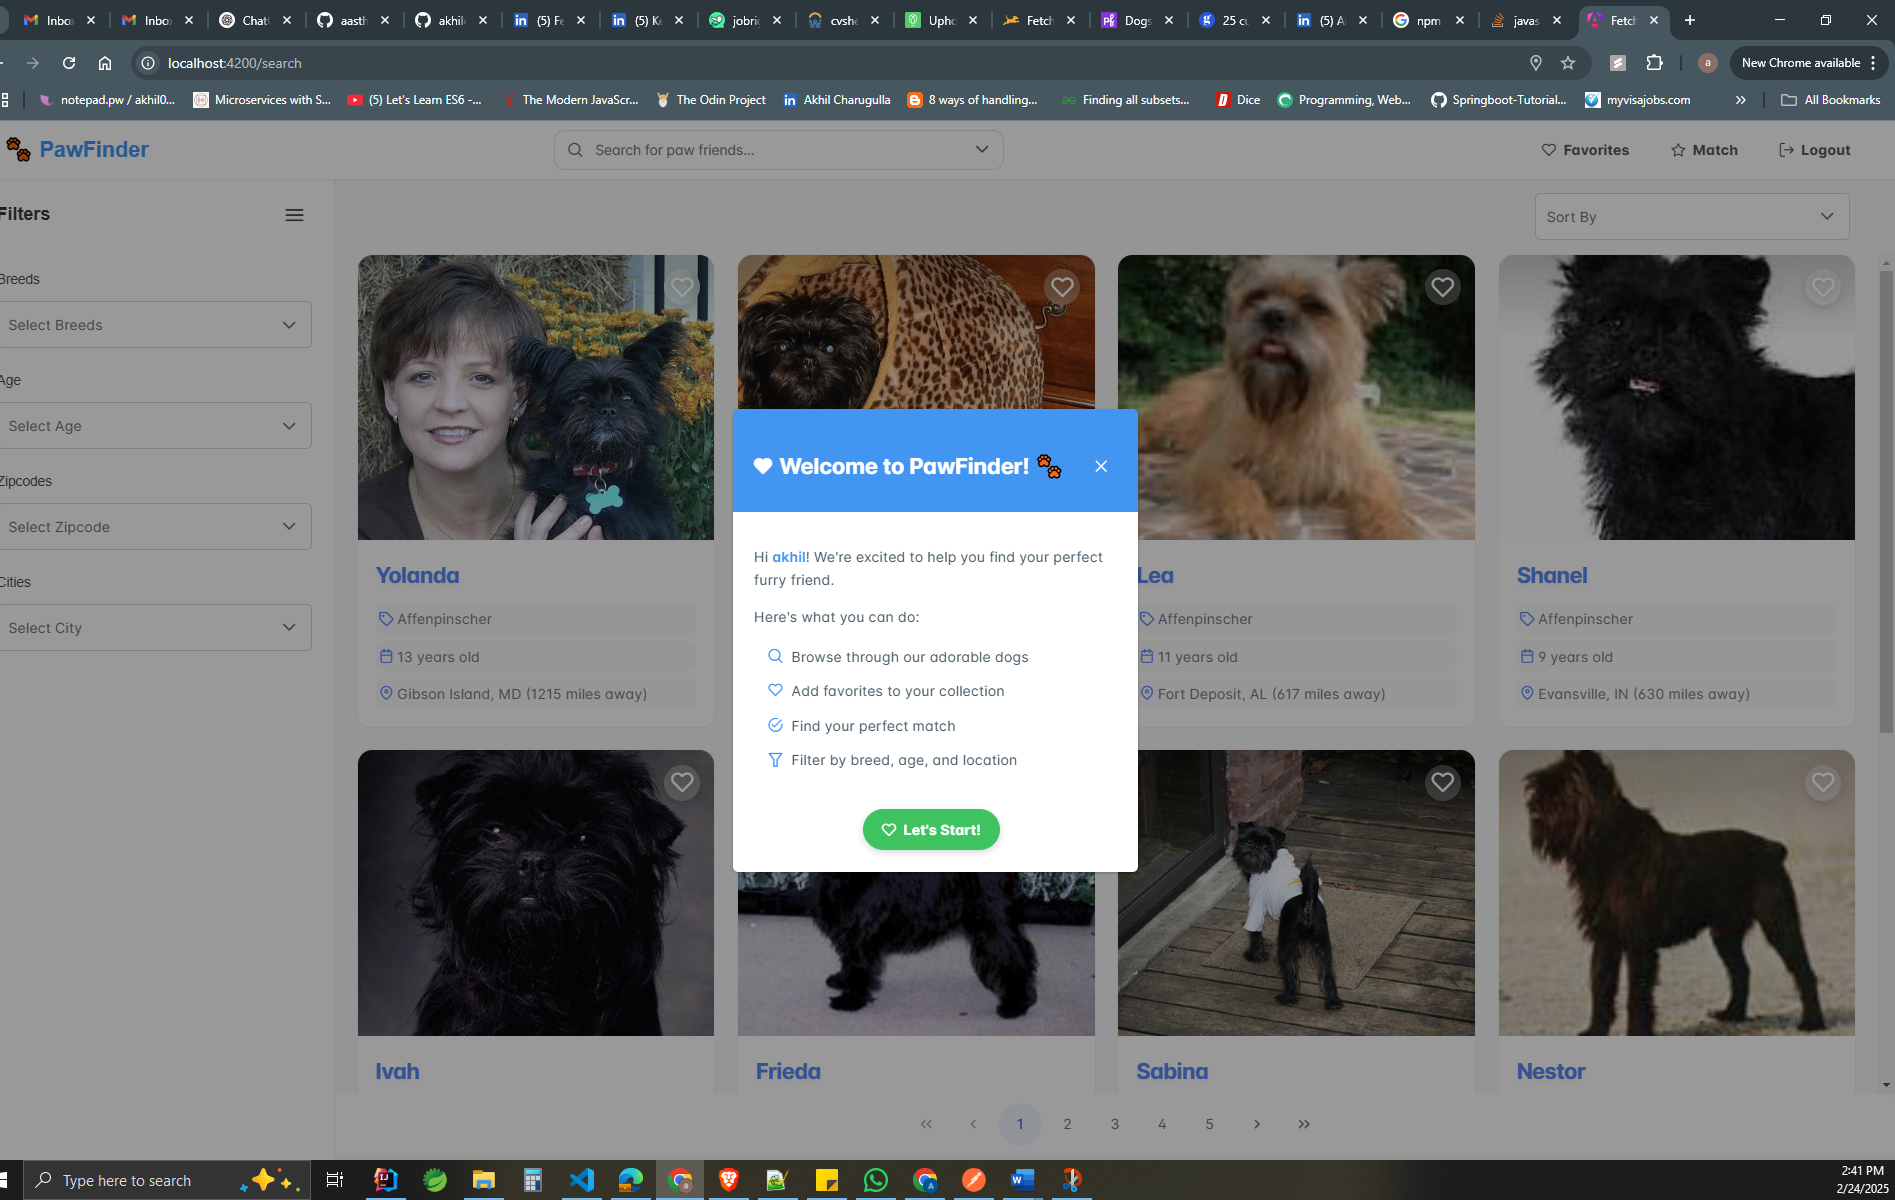 Inbo
Inbo
Chat
aasth
akhil
(5) Fe
(5) Ke
jobri
cvshe
Upho
Fetch
Dogs
25 cu
(5) A
npm
javas
Fetch
localhost:4200/search
a
New Chrome available
notepad.pw / akhil0...
Microservices with S...
(5) Let's Learn ES6 -...
The Modern JavaScr...
The Odin Project
Akhil Charugulla
8 ways of handling...
Finding all subsets...
Dice
Programming, Web...
Springboot-Tutorial...
myvisajobs.com
All Bookmarks
PawFinder
Search for paw friends...
Favorites
Match
Logout
Filters
Sort By
Breeds
Select Breeds
Age
Select Age
Zipcodes
Select Zipcode
Cities
Select City
Yolanda
Affenpinscher
13 years old
Gibson Island, MD (1215 miles away)
Welcome to PawFinder!
Hi akhil! We're excited to help you find your perfect
furry friend.
Here's what you can do:
Browse through our adorable dogs
Add favorites to your collection
Find your perfect match
Filter by breed, age, and location
Let's Start!
Lea
Affenpinscher
11 years old
Fort Deposit, AL (617 miles away)
Shanel
Affenpinscher
9 years old
Evansville, IN (630 miles away)
Ivah
Frieda
Sabina
Nestor
« ‹ 1 2 3 4 5 › »
Type here to search
2:41 PM
2/24/2025